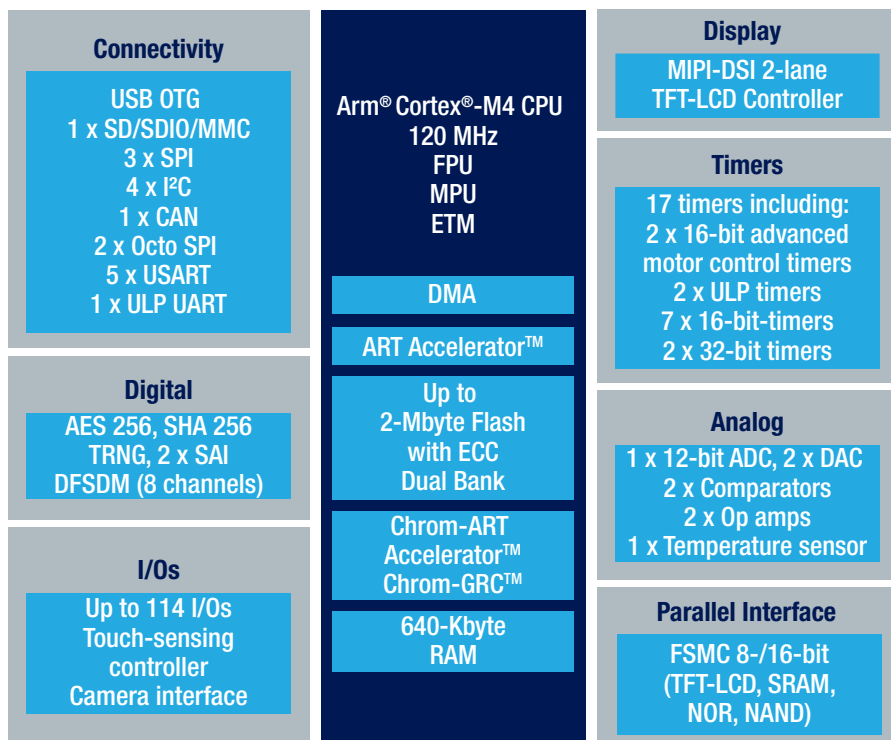 Connectivity
USB OTG
1 x SD/SDIO/MMC
3 x SPI
4 x I²C
1 x CAN
2 x Octo SPI
5 x USART
1 x ULP UART
Digital
AES 256, SHA 256
TRNG, 2 x SAI
DFSDM (8 channels)
I/Os
Up to 114 I/Os
Touch-sensing
controller
Camera interface
Arm® Cortex®-M4 CPU
120 MHz
FPU
MPU
ETM
DMA
ART Accelerator™
Up to
2-Mbyte Flash
with ECC
Dual Bank
Chrom-ART
Accelerator™
Chrom-GRC™
640-Kbyte
RAM
Display
MIPI-DSI 2-lane
TFT-LCD Controller
Timers
17 timers including:
2 x 16-bit advanced
motor control timers
2 x ULP timers
7 x 16-bit-timers
2 x 32-bit timers
Analog
1 x 12-bit ADC, 2 x DAC
2 x Comparators
2 x Op amps
1 x Temperature sensor
Parallel Interface
FSMC 8-/16-bit
(TFT-LCD, SRAM,
NOR, NAND)